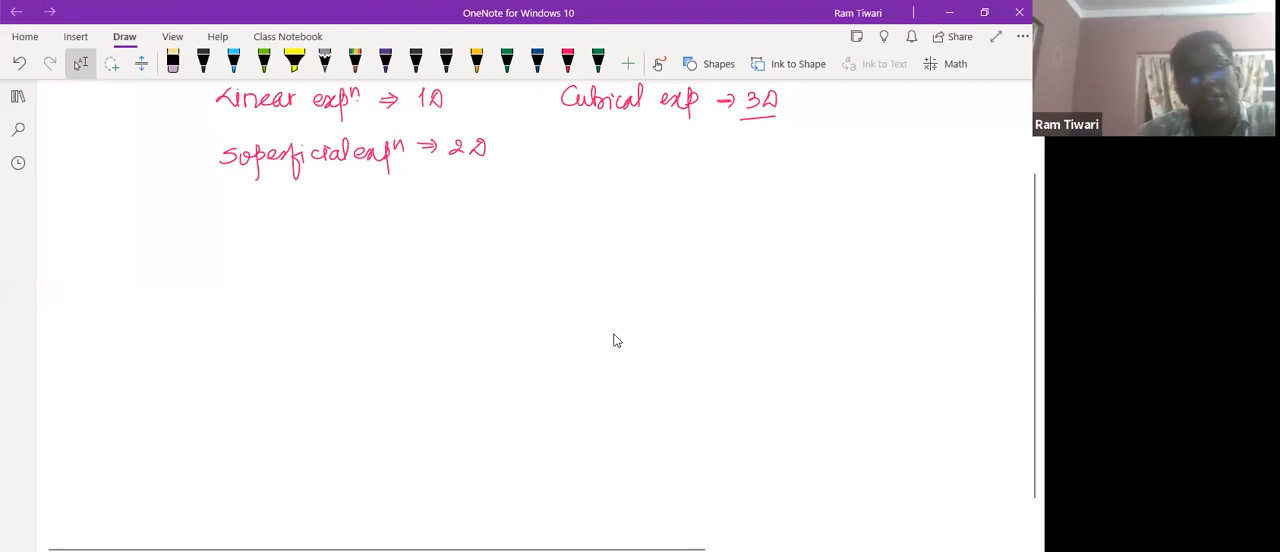 OneNote for Windows 10
Ram Tiwari
Home Insert Draw View Help Class Notebook
Share
Shapes Ink to Shape Ink to Text Math
Linear expⁿ. ⇒ 1D
Cubical exp → 3D
Superficial expⁿ ⇒ 2D
Ram Tiwari